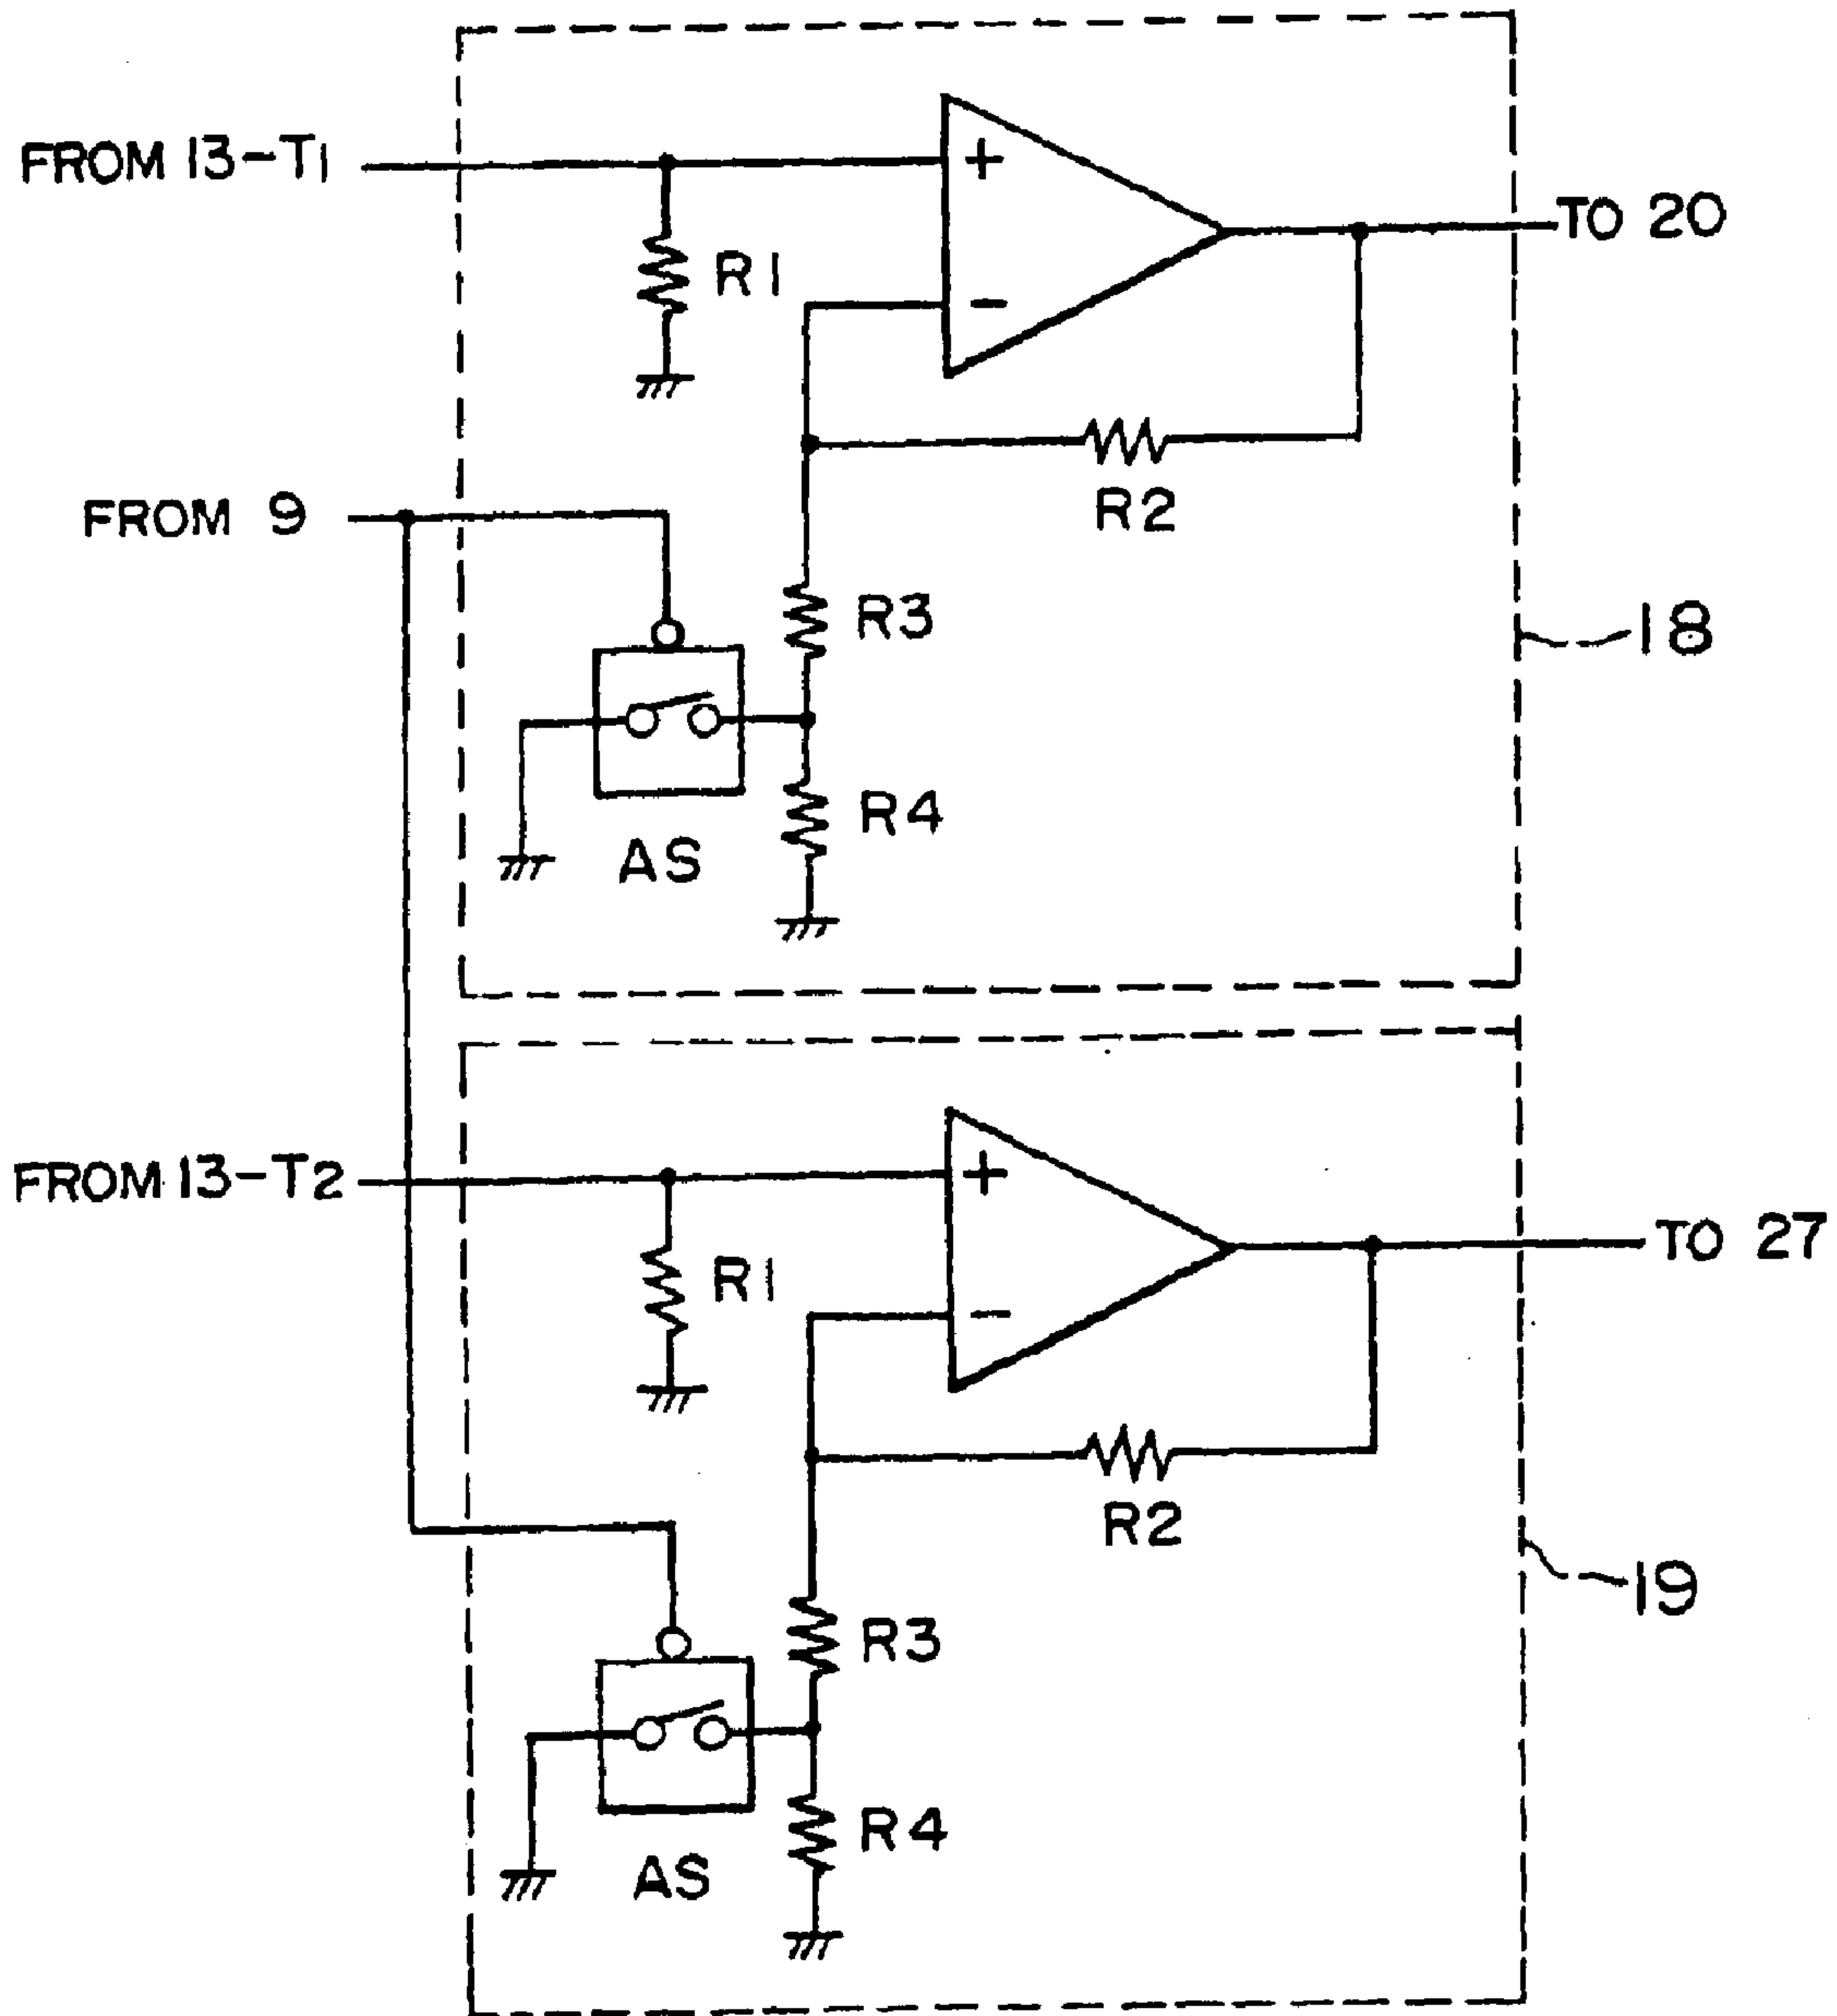 FROM 13-T1
+
TO 20
R1
−
R2
FROM 9
R3
18
R4
AS
FROM 13-T2
+
TO 27
R1
−
R2
19
R3
R4
AS